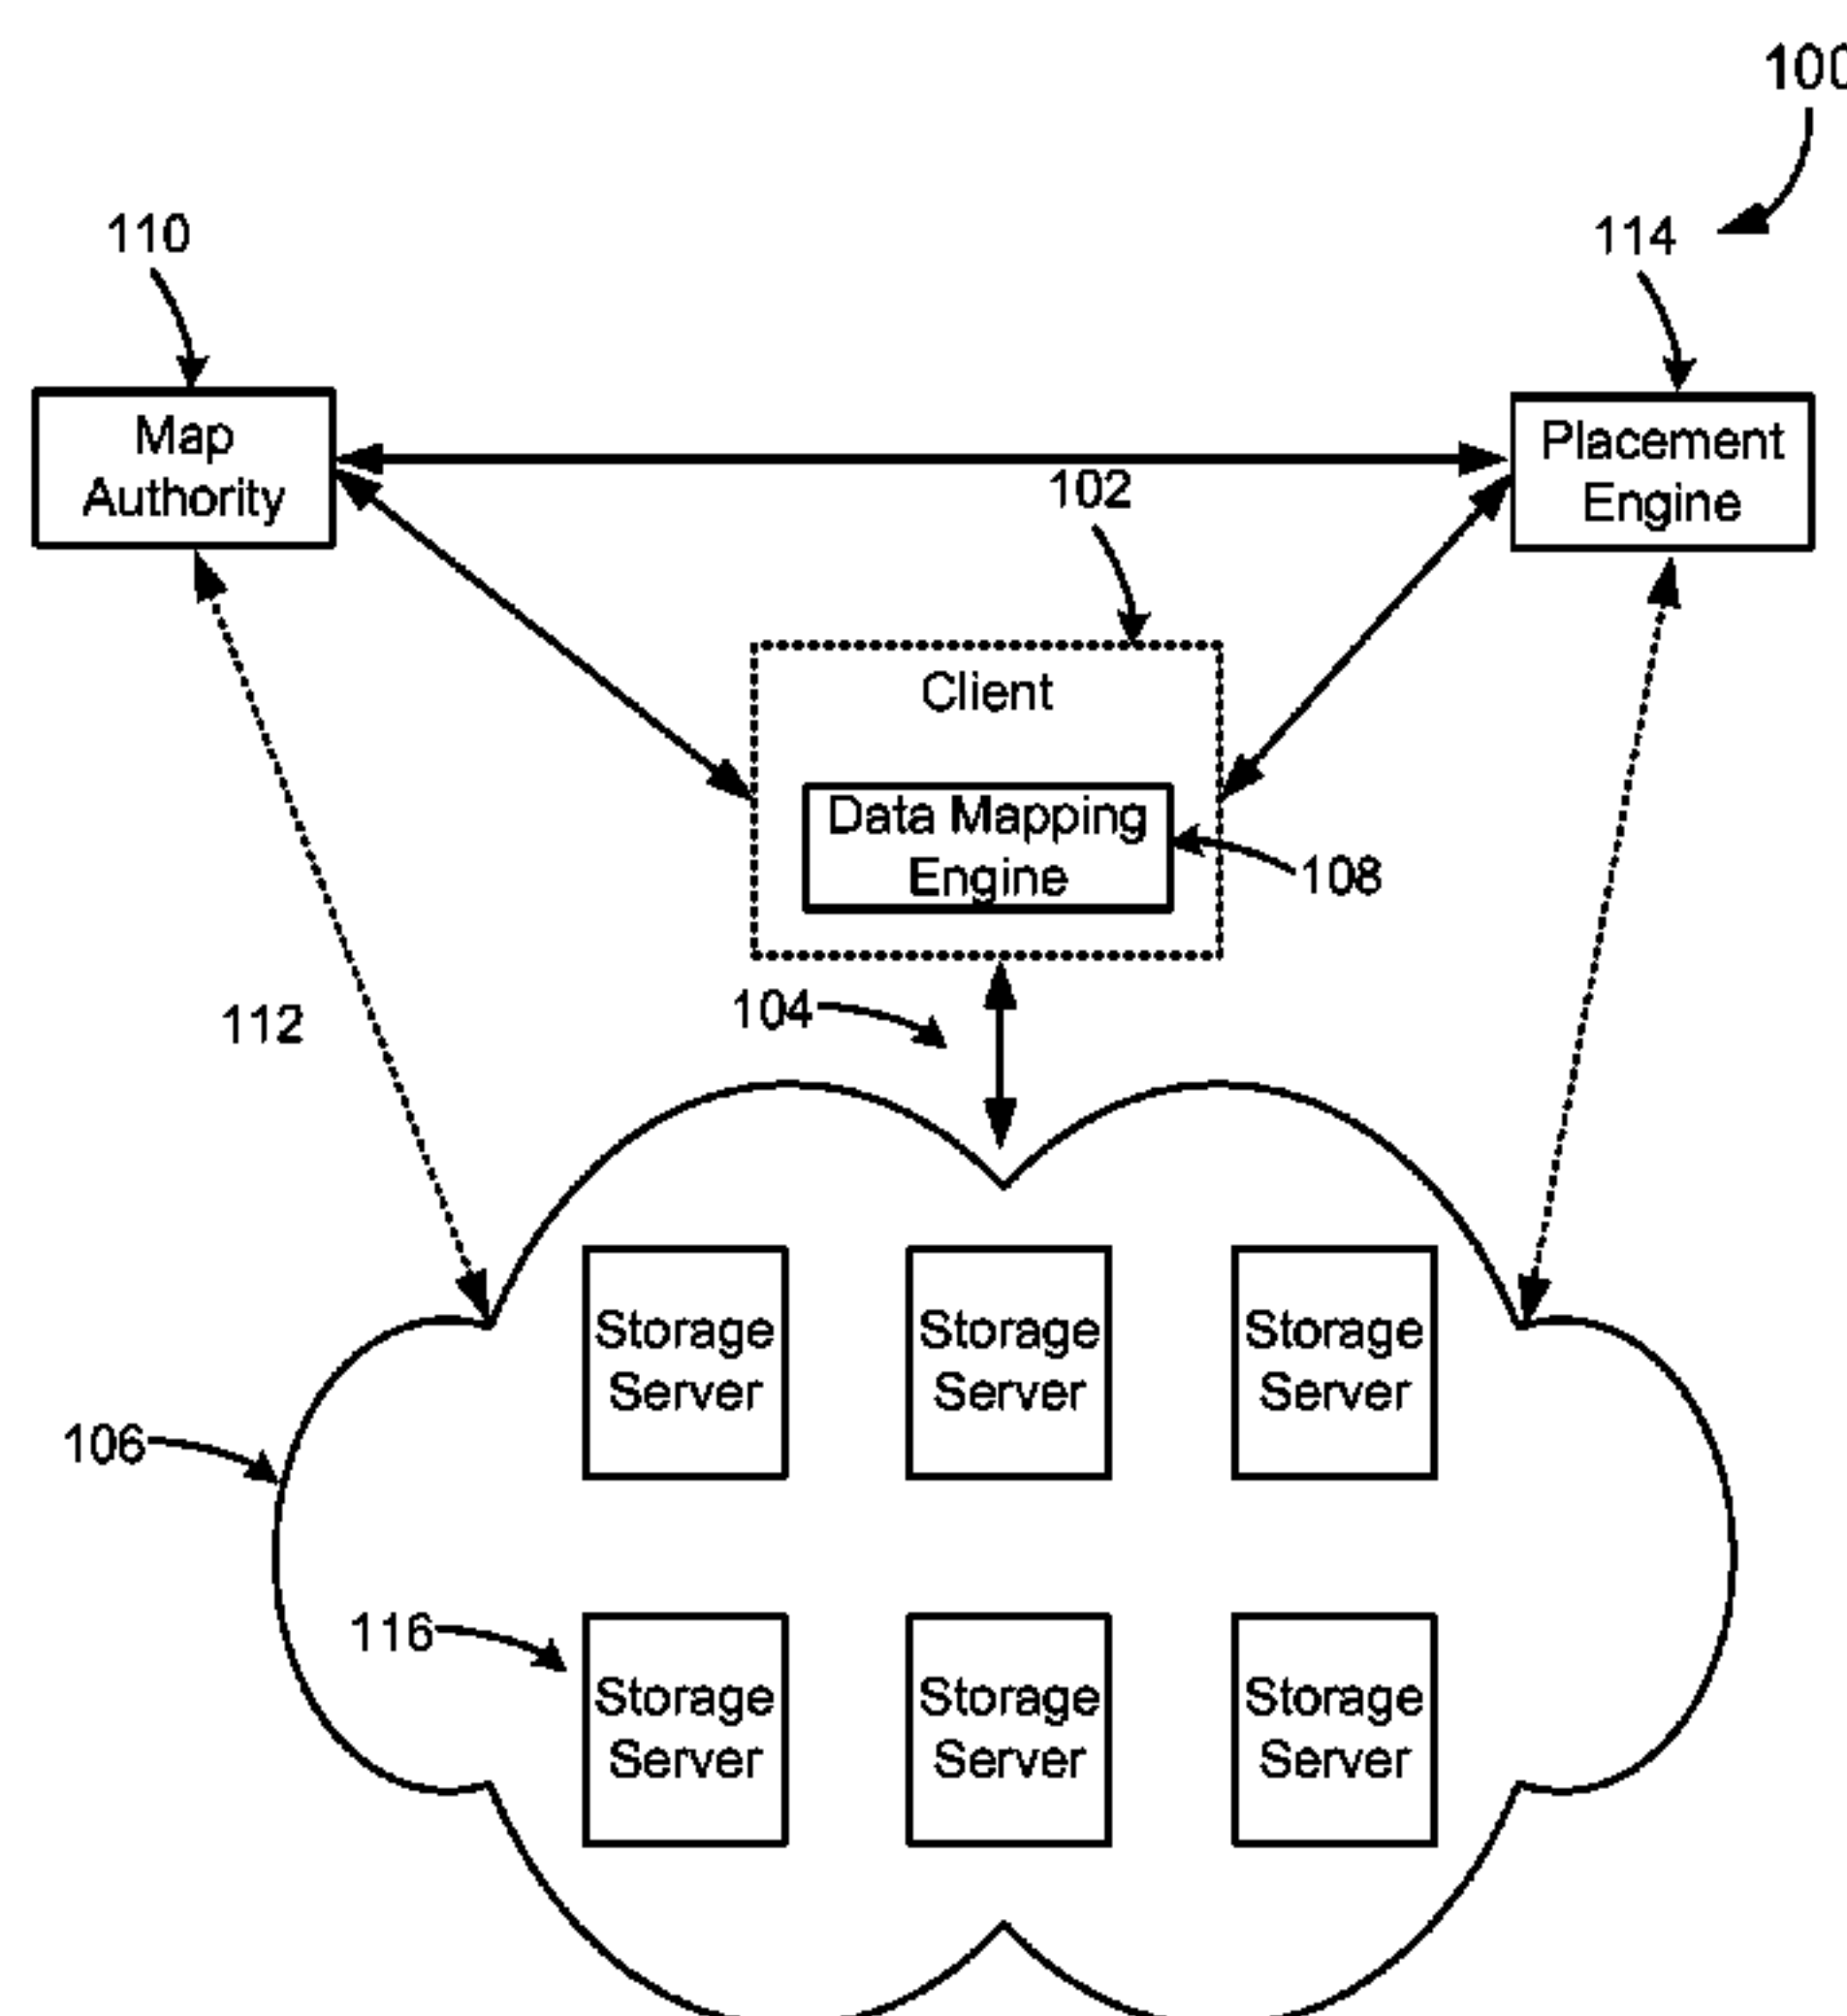 100
110
114
Map
Authority
Placement
Engine
102
Client
Data Mapping
Engine
108
104
112
Storage
Server
Storage
Server
Storage
Server
106
116
Storage
Server
Storage
Server
Storage
Server